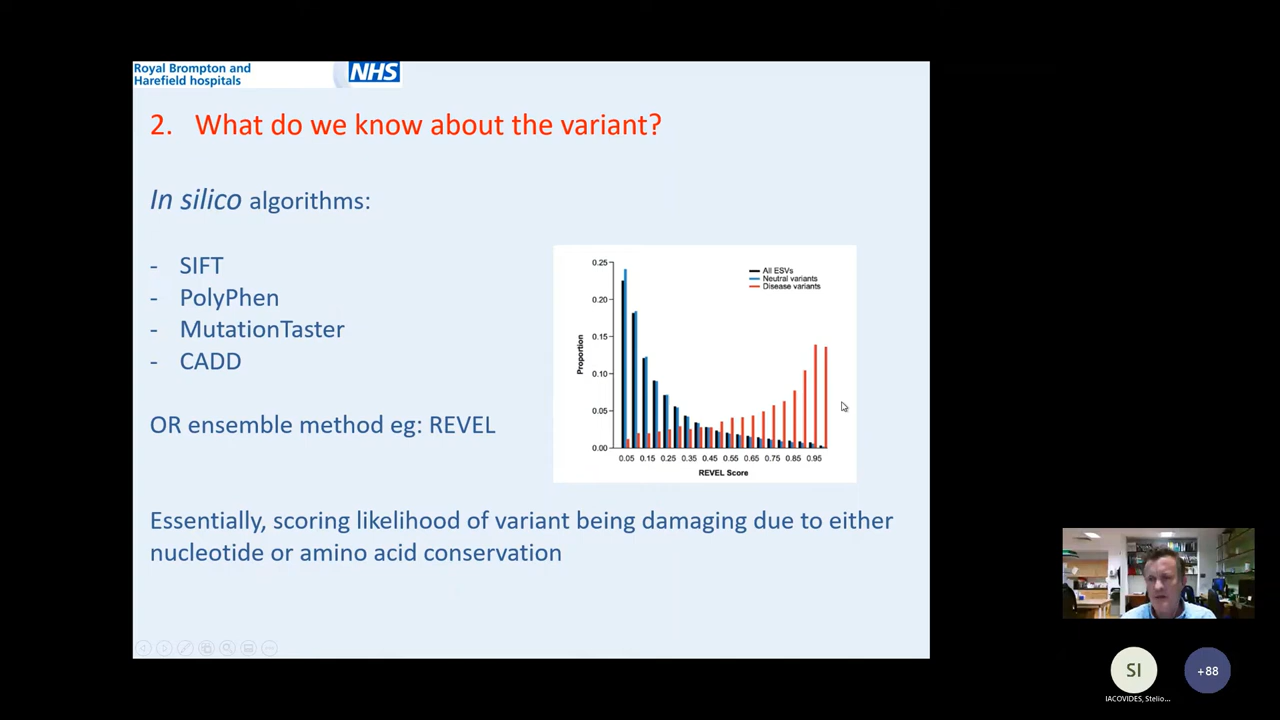 Royal Brompton and
Harefield hospitals
NHS
2. What do we know about the variant?
In silico algorithms:
- SIFT
- PolyPhen
- MutationTaster
- CADD
OR ensemble method eg: REVEL
0.25
0.20
0.15
0.10
0.05
0.00
Proportion
All ESVs
Neutral variants
Disease variants
0.05 0.15 0.25 0.35 0.45 0.55 0.65 0.75 0.85 0.95
REVEL Score
Essentially, scoring likelihood of variant being damaging due to either
nucleotide or amino acid conservation
SI
+88
IACOVIDES, Stelio...